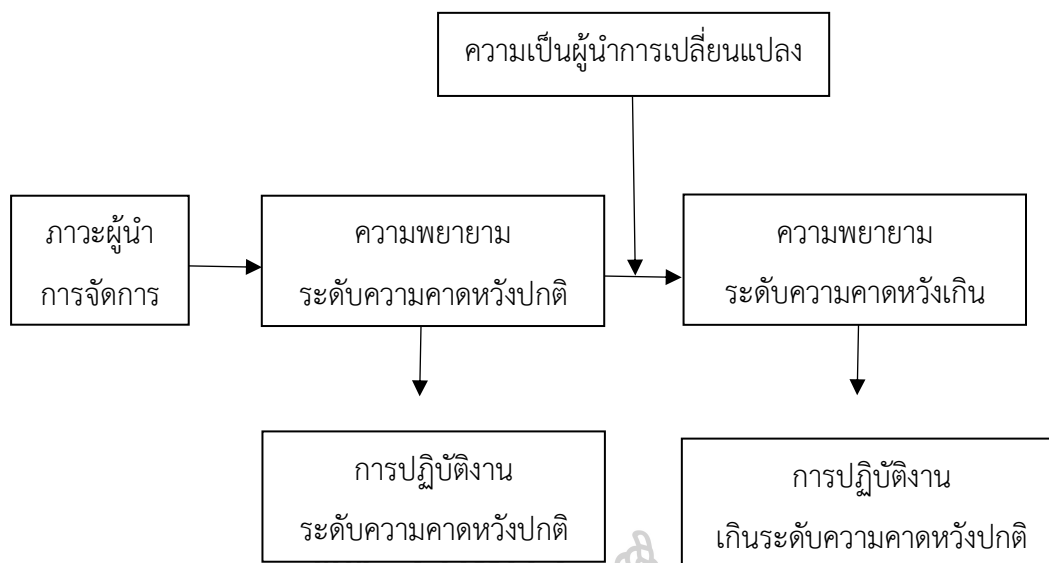 ความเป็นผู้นำการเปลี่ยนแปลง
ภาวะผู้นำ
การจัดการ
ความพยายาม
ระดับความคาดหวังปกติ
ความพยายาม
ระดับความคาดหวังเกิน
การปฏิบัติงาน
ระดับความคาดหวังปกติ
การปฏิบัติงาน
เกินระดับความคาดหวังปกติ